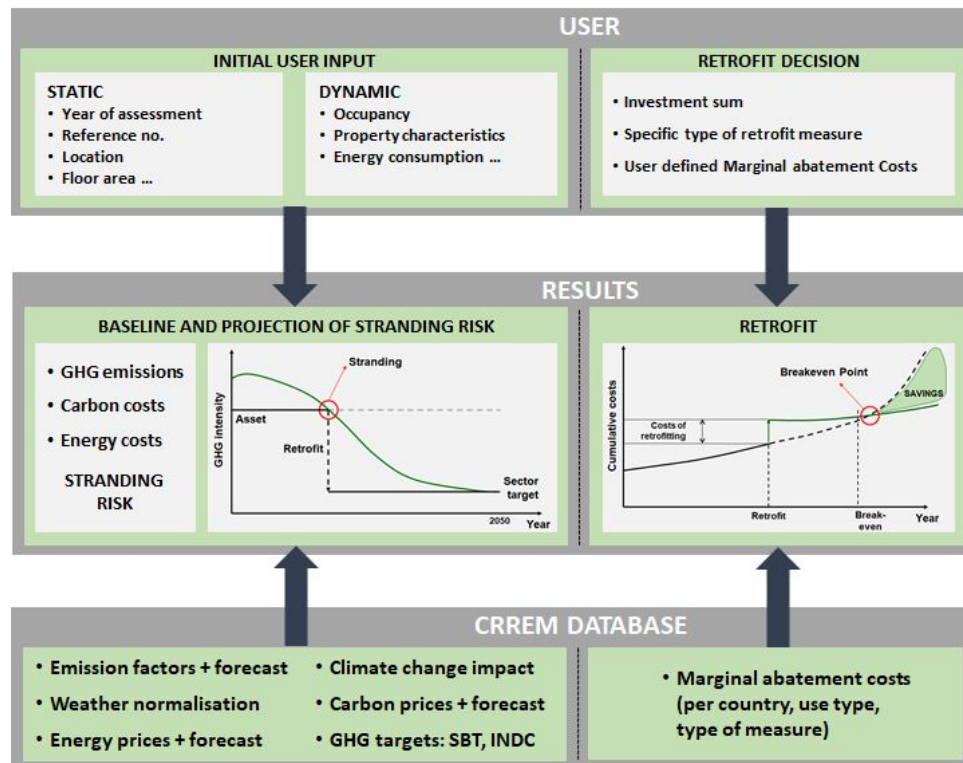 USER
INITIAL USER INPUT
STATIC
• Year of assessment
• Reference no.
• Location
• Floor area ...
DYNAMIC
• Occupancy
• Property characteristics
• Energy consumption ...
RETROFIT DECISION
• Investment sum
• Specific type of retrofit measure
• User defined Marginal abatement Costs
RESULTS
BASELINE AND PROJECTION OF STRANDING RISK
• GHG emissions
• Carbon costs
• Energy costs
STRANDING
RISK
GHG intensity
Stranding
Asset
Retrofit
Sector
target
2050
Year
RETROFIT
Cumulative costs
Breakeven Point
SAVINGS
Costs of
retrofitting
Retrofit
Break-
even
Year
CRREM DATABASE
• Emission factors + forecast
• Weather normalisation
• Energy prices + forecast
• Climate change impact
• Carbon prices + forecast
• GHG targets: SBT, INDC
• Marginal abatement costs
(per country, use type,
type of measure)